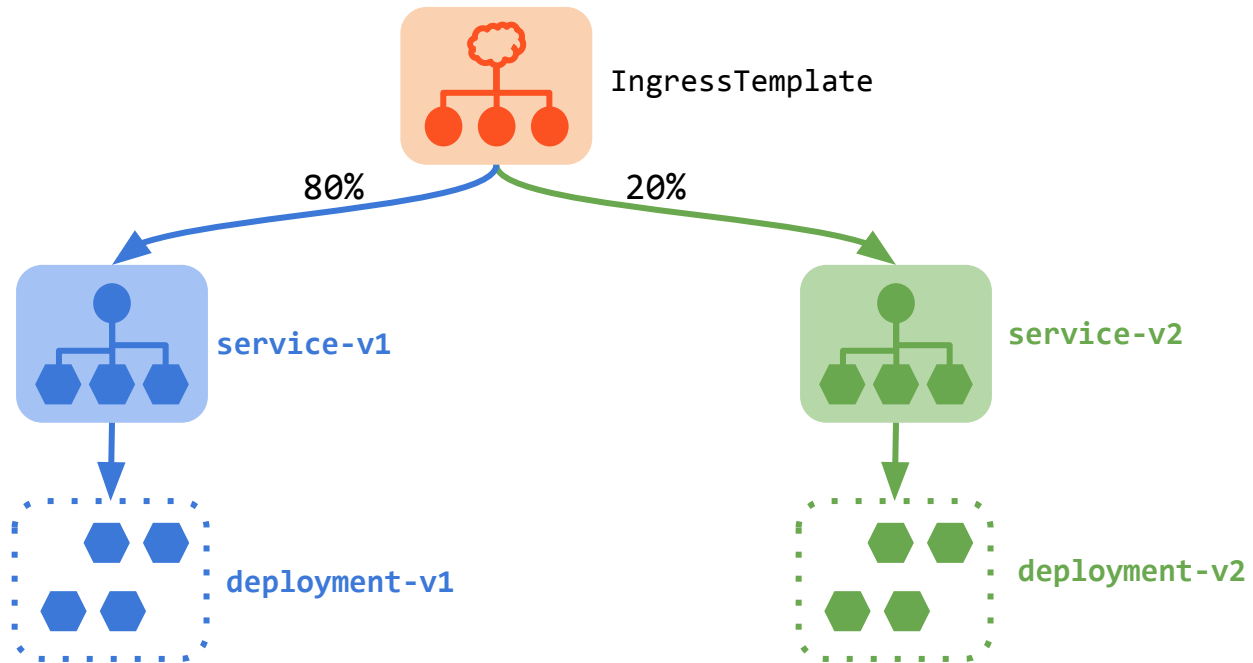 IngressTemplate
80%
20%
service-v1
service-v2
deployment-v1
deployment-v2